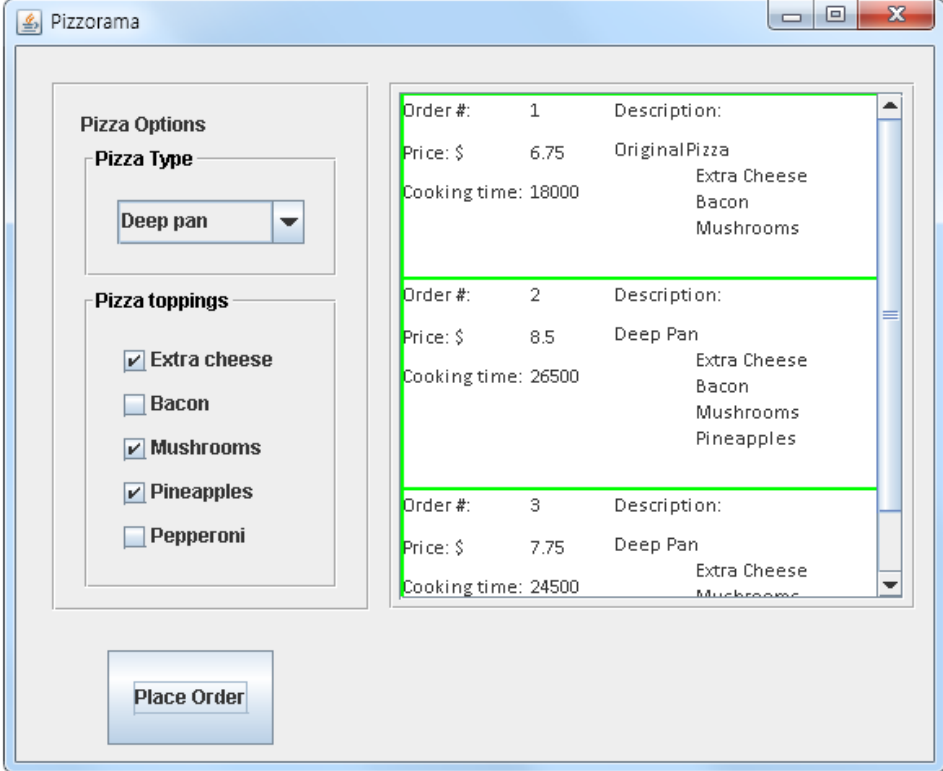 Pizzorama
Pizza Options
Pizza Type
Deep pan
Pizza toppings
Extra cheese
Bacon
Mushrooms
Pineapples
Pepperoni
Place Order
Order #: 1 Description:
Price: $ 6.75 OriginalPizza
Extra Cheese
Cooking time: 18000
Bacon
Mushrooms
Order #: 2 Description:
Price: $ 8.5 Deep Pan
Extra Cheese
Cooking time: 26500
Bacon
Mushrooms
Pineapples
Order #: 3 Description:
Price: $ 7.75 Deep Pan
Extra Cheese
Cooking time: 24500
Mushrooms